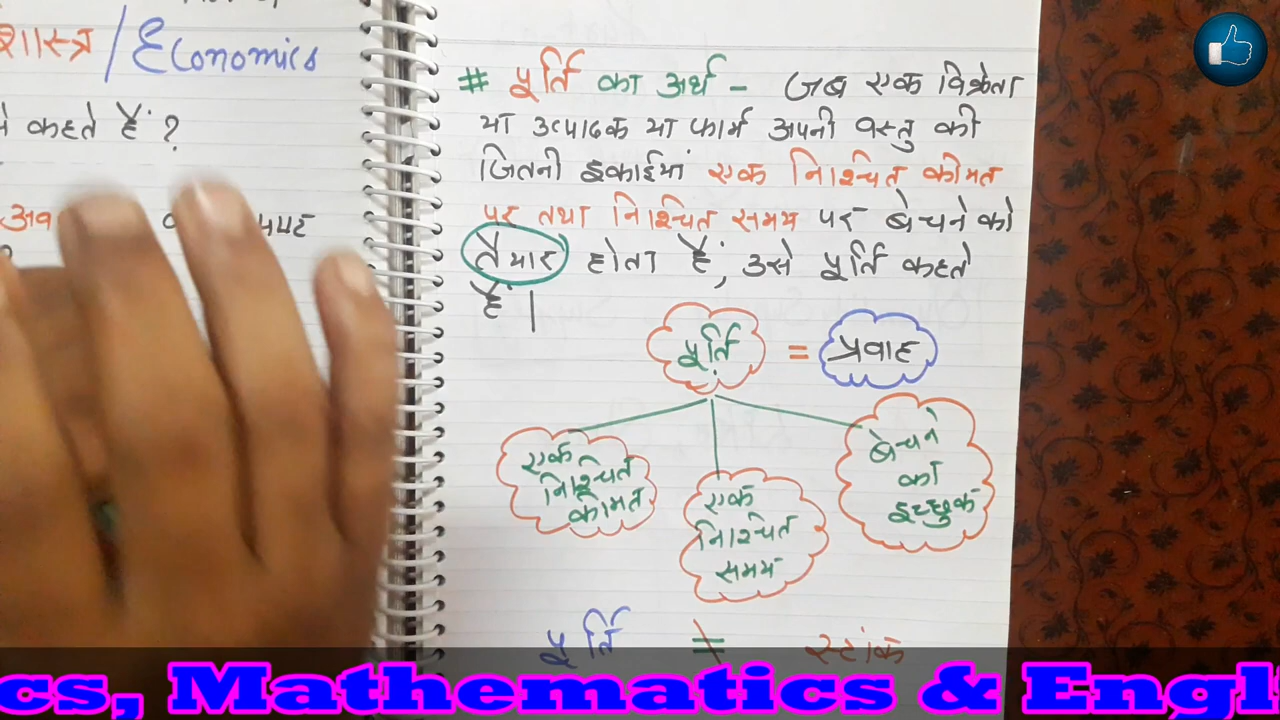 शास्त्र / Economics
कहते हैं ?
# पूर्ति का अर्थ - जब एक विक्रेता
या उत्पादक या फार्म अपनी वस्तु की
जितनी इकाईयां एक निश्चित कीमत
पर तथा निश्चित समय पर बेचने को
तैयार होता है, उसे पूर्ति कहते
हैं |
पूर्ति = प्रवाह
एक
निश्चित
कीमत
एक
निश्चित
समय
बेचने
का
इच्छुक
पूर्ति ≠ स्टांक
cs, Mathematics & Engl